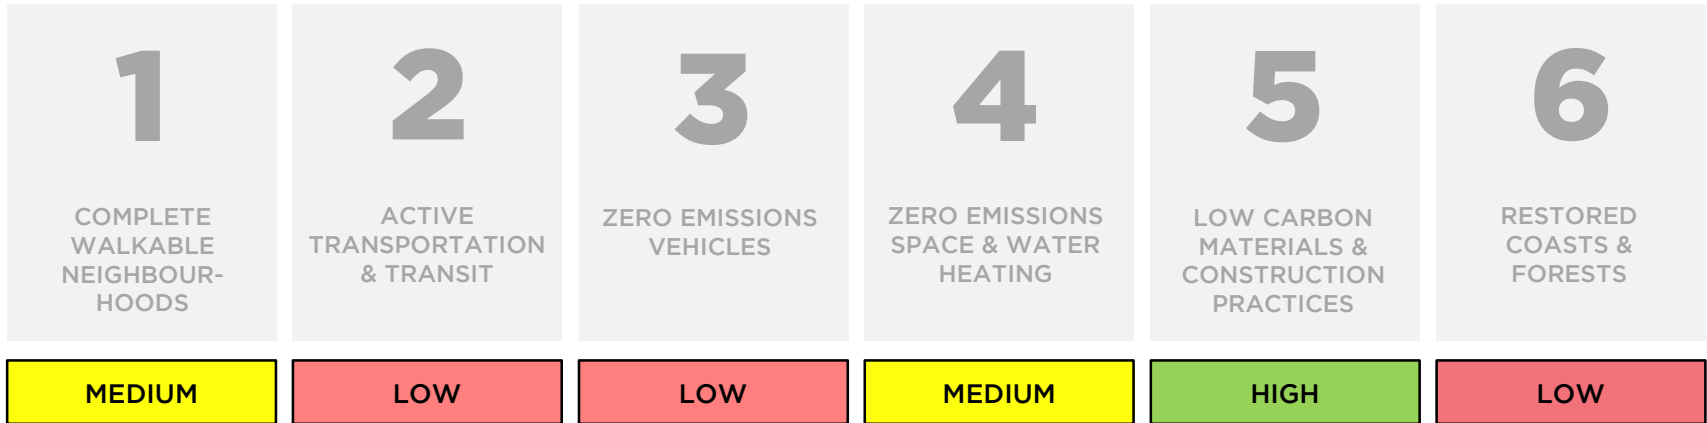 1
COMPLETE
WALKABLE
NEIGHBOUR-
HOODS
MEDIUM
2
ACTIVE
TRANSPORTATION
& TRANSIT
LOW
3
ZERO EMISSIONS
VEHICLES
LOW
4
ZERO EMISSIONS
SPACE & WATER
HEATING
MEDIUM
5
LOW CARBON
MATERIALS &
CONSTRUCTION
PRACTICES
HIGH
6
RESTORED
COASTS &
FORESTS
LOW